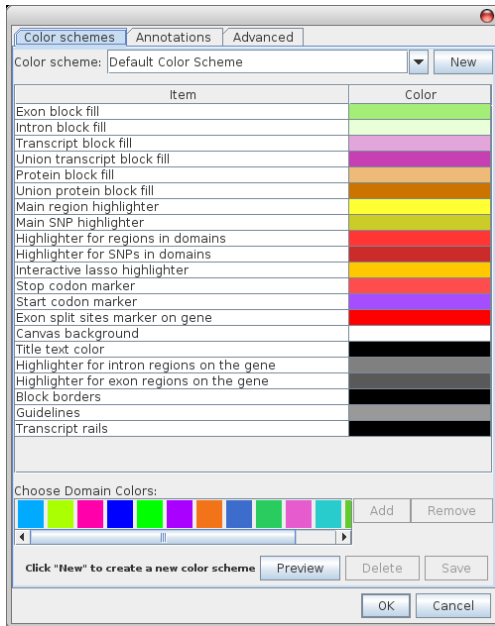 Color schemes Annotations Advanced
Color scheme: Default Color Scheme New
Item Color
Exon block fill
Intron block fill
Transcript block fill
Union transcript block fill
Protein block fill
Union protein block fill
Main region highlighter
Main SNP highlighter
Highlighter for regions in domains
Highlighter for SNPs in domains
Interactive lasso highlighter
Stop codon marker
Start codon marker
Exon split sites marker on gene
Canvas background
Title text color
Highlighter for intron regions on the gene
Highlighter for exon regions on the gene
Block borders
Guidelines
Transcript rails
Choose Domain Colors:
Add Remove
Click "New" to create a new color scheme Preview Delete Save
OK Cancel